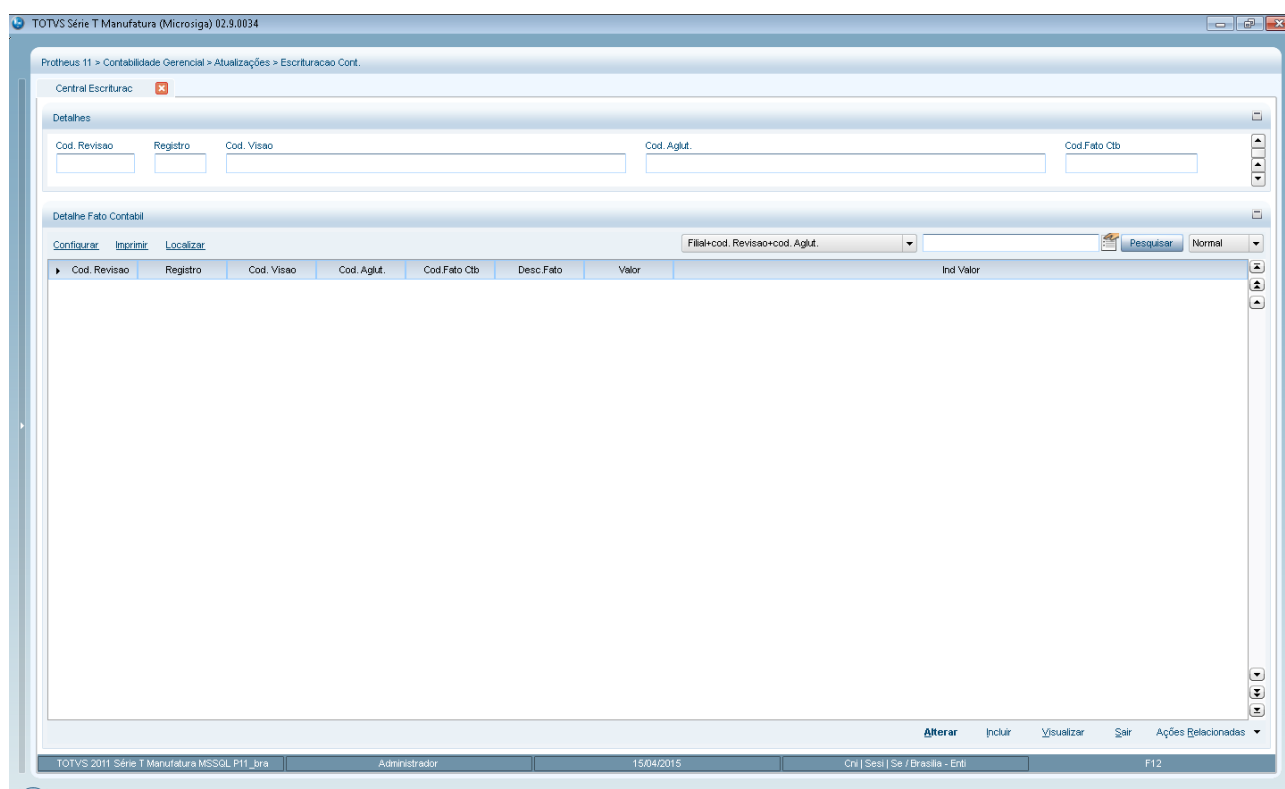 TOTVS Série T Manufatura (Microsiga) 02.9.0034
Protheus 11 > Contabilidade Gerencial > Atualizações > Escrituracao Cont.
Central Escriturac
Detalhes
Cod. Revisao Registro Cod. Visao Cod. Aglut. Cod.Fato Ctb
Detalhe Fato Contabil
Configurar Imprimir Localizar Filial+cod. Revisao+cod. Aglut. Pesquisar Normal
Cod. Revisao Registro Cod. Visao Cod. Aglut. Cod.Fato Ctb Desc.Fato Valor Ind Valor
Alterar Incluir Visualizar Sair Ações Relacionadas
TOTVS 2011 Série T Manufatura MSSQL P11_bra Administrador 15/04/2015 Cni | Sesi | Se / Brasilia - Enti F12